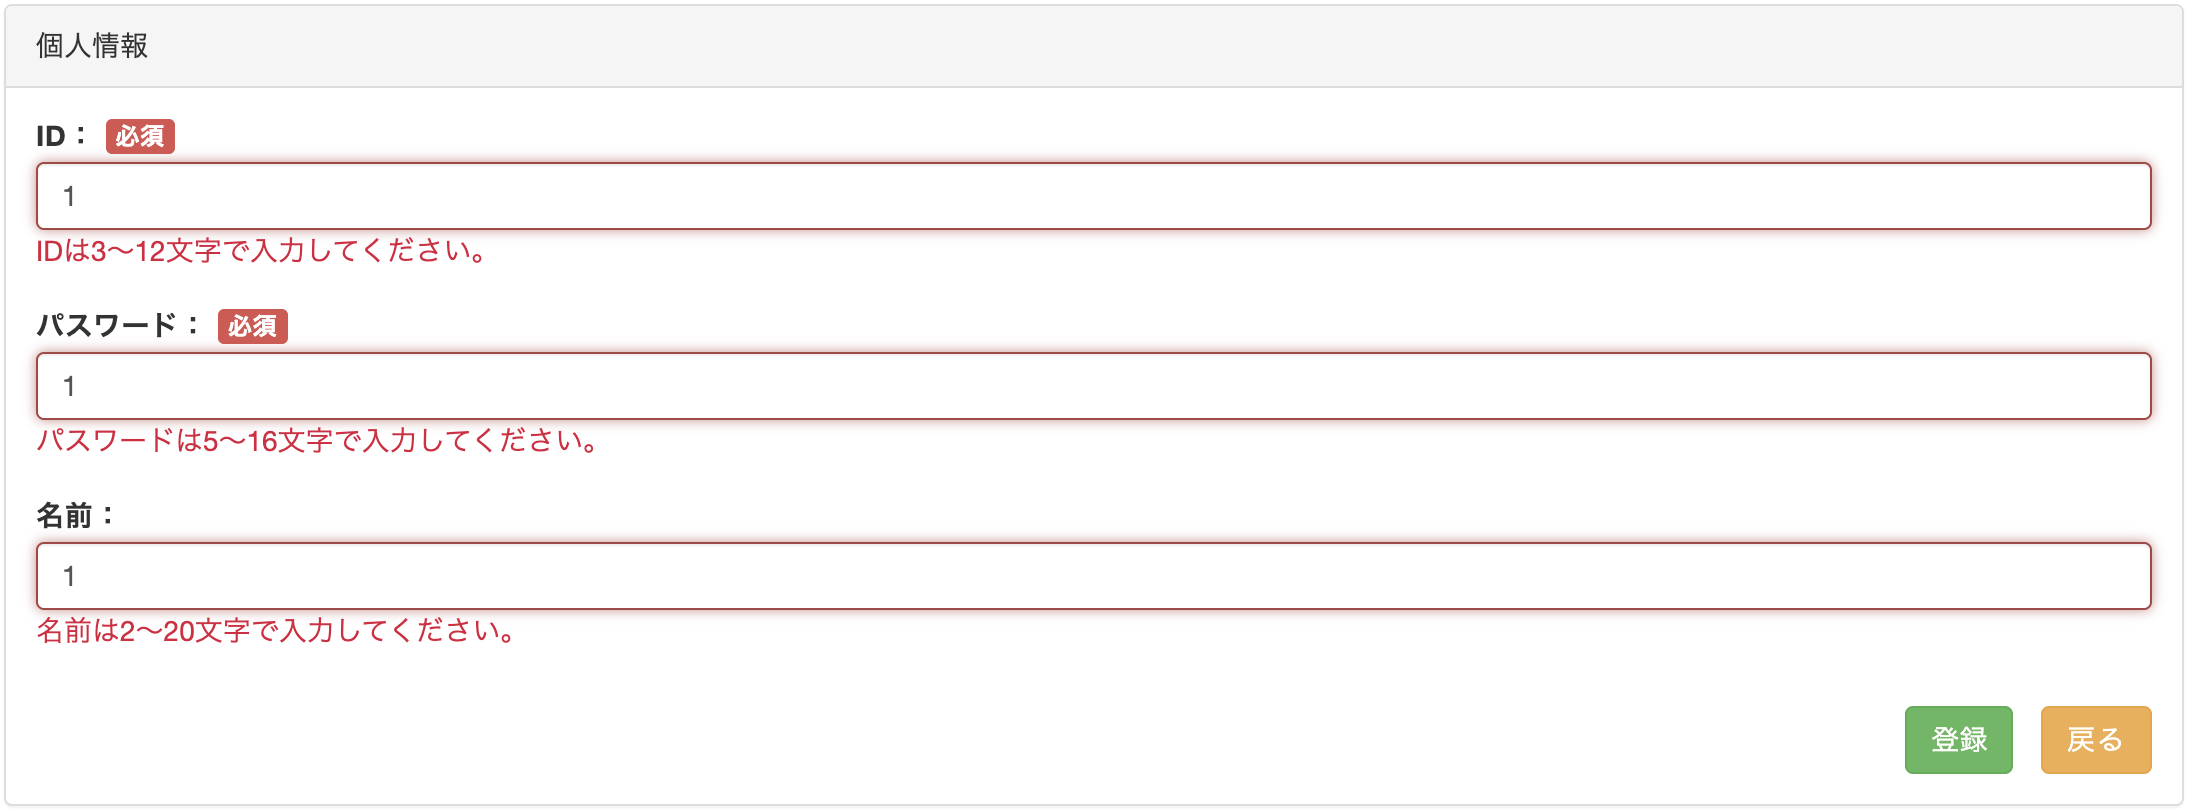 個人情報
ID： 必須
1
IDは3〜12文字で入力してください。
パスワード： 必須
1
パスワードは5〜16文字で入力してください。
名前：
1
名前は2〜20文字で入力してください。
登録 戻る